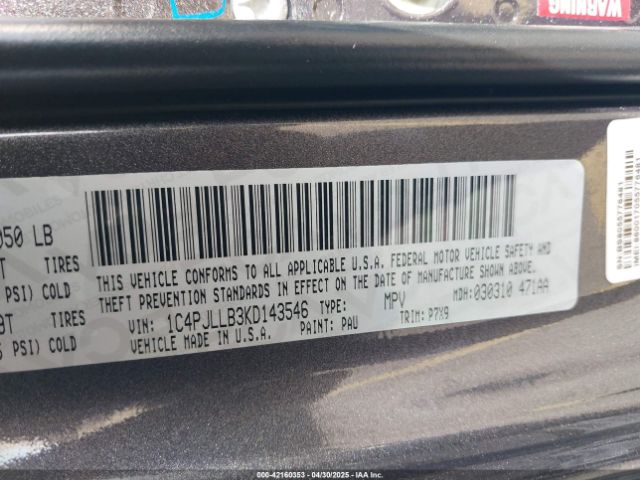 WARNING
050 LB
TIRES
PSI) COLD
TIRES
PSI) COLD
THIS VEHICLE CONFORMS TO ALL APPLICABLE U.S.A. FEDERAL MOTOR VEHICLE SAFETY AND
THEFT PREVENTION STANDARDS IN EFFECT ON THE DATE OF MANUFACTURE SHOWN ABOVE.
VIN: 1C4PJLLB3KD143546 TYPE: MPV MDH: 030310 471AA
VEHICLE MADE IN U.S.A. PAINT: PAU TRIM: P7X9
000-42160353 - 04/30/2025 - IAA Inc.